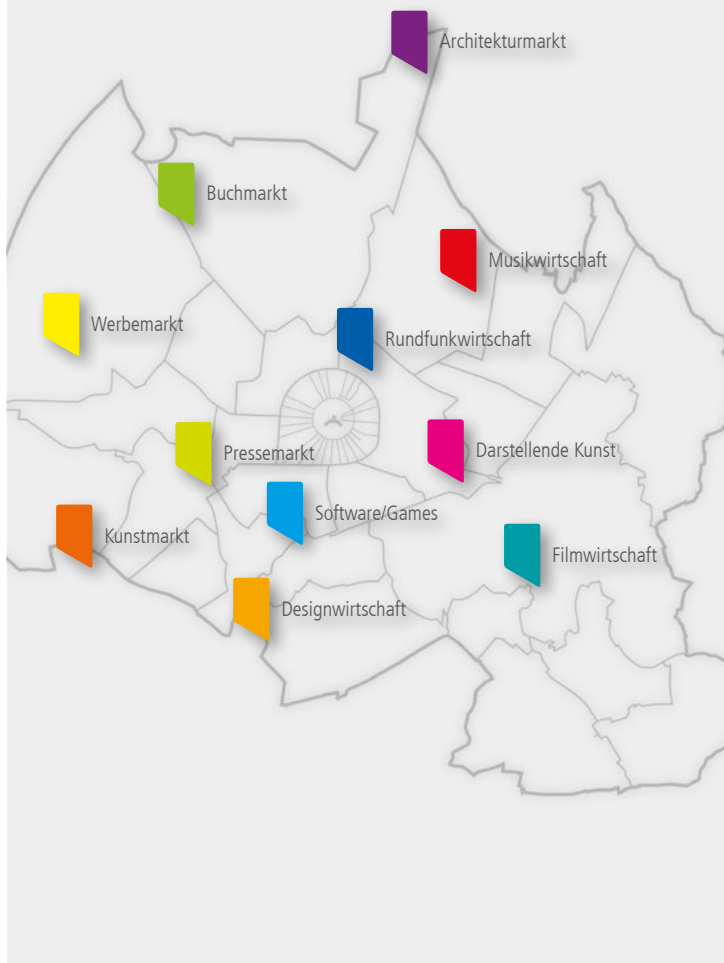 Architekturmarkt
Buchmarkt
Musikwirtschaft
Werbemarkt
Rundfunkwirtschaft
Pressemarkt
Darstellende Kunst
Software/Games
Kunstmarkt
Filmwirtschaft
Designwirtschaft